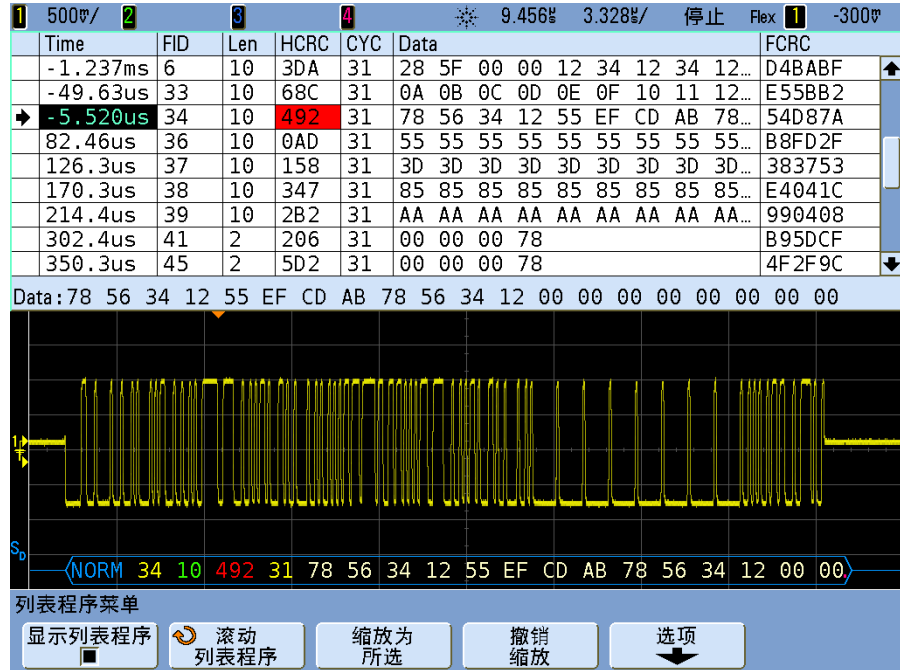 1 500mV/ 2 3 4 9.456% 3.328%/ 停止 Flex 1 -300mV
Time FID Len HCRC CYC Data FCRC
-1.237ms 6 10 3DA 31 28 5F 00 00 12 34 12 34 12… D4BABF
-49.63us 33 10 68C 31 0A 0B 0C 0D 0E 0F 10 11 12… E55BB2
-5.520us 34 10 492 31 78 56 34 12 55 EF CD AB 78… 54D87A
82.46us 36 10 0AD 31 55 55 55 55 55 55 55 55 55… B8FD2F
126.3us 37 10 158 31 3D 3D 3D 3D 3D 3D 3D 3D 3D… 383753
170.3us 38 10 347 31 85 85 85 85 85 85 85 85 85… E4041C
214.4us 39 10 2B2 31 AA AA AA AA AA AA AA AA AA… 990408
302.4us 41 2 206 31 00 00 00 78 B95DCF
350.3us 45 2 5D2 31 00 00 00 78 4F2F9C
Data:78 56 34 12 55 EF CD AB 78 56 34 12 00 00 00 00 00 00 00 00
1
S_D
NORM 34 10 492 31 78 56 34 12 55 EF CD AB 78 56 34 12 00 00.
列表程序菜单
显示列表程序 滚动 缩放为 撤销 选项
列表程序 所选 缩放